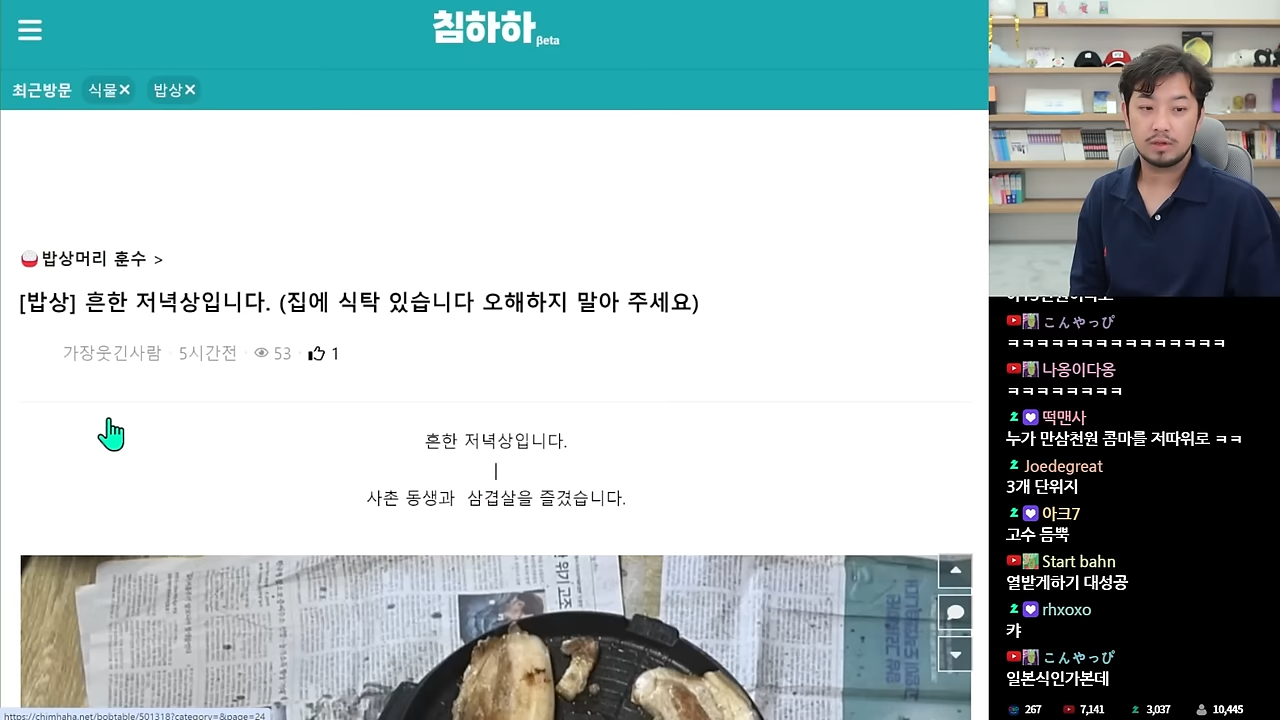 침하하 βeta
최근방문 식물✕ 밥상✕
밥상머리 훈수 >
[밥상] 흔한 저녁상입니다. (집에 식탁 있습니다 오해하지 말아 주세요)
가장웃긴사람 · 5시간전 · 53 · 1
흔한 저녁상입니다.
|
사촌 동생과 삼겹살을 즐겼습니다.
https://chimhaha.net/bobtable/501318?category=&page=24
こんやっぴ
ㅋㅋㅋㅋㅋㅋㅋㅋㅋㅋㅋㅋㅋㅋㅋ
나옹이다옹
ㅋㅋㅋㅋㅋㅋㅋㅋ
떡맨사
누가 만삼천원 콤마를 저따위로 ㅋㅋ
Joedegreat
3개 단위지
아크7
고수 듬뿍
Start bahn
열받게하기 대성공
rhxoxo
캬
こんやっぴ
일본식인가본데
267 7,141 3,037 10,445